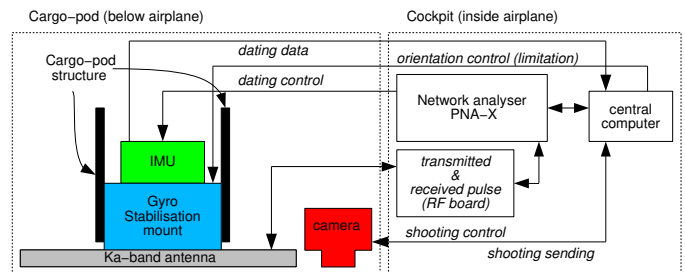 Cargo-pod (below airplane)
Cockpit (inside airplane)
dating data
orientation control (limitation)
Cargo-pod
structure
dating control
Network analyser
PNA-X
central
computer
IMU
transmitted
&
received pulse
(RF board)
Gyro
Stabilisation
mount
camera
shooting control
Ka-band antenna
shooting sending